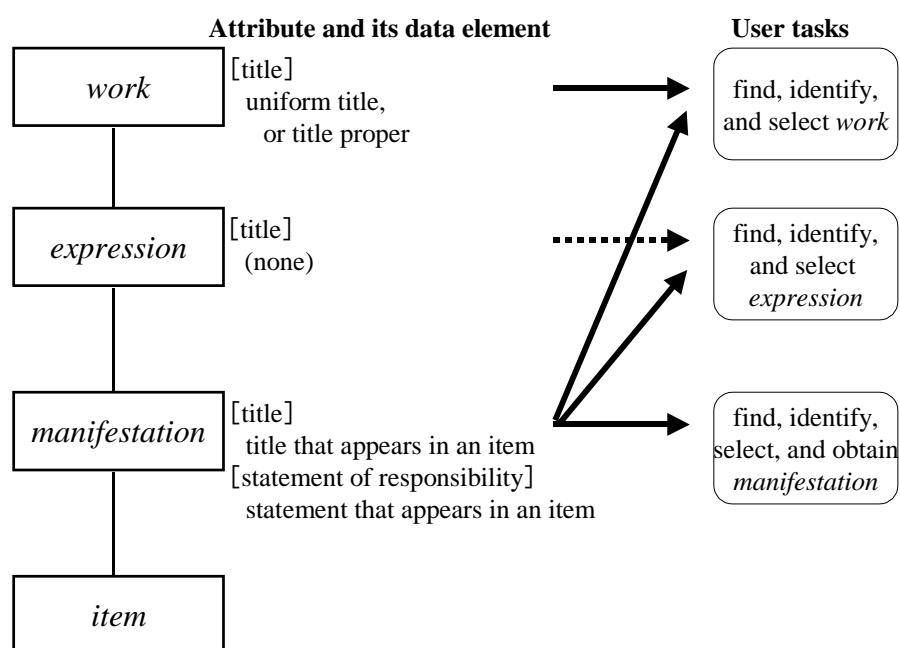 Attribute and its data element
User tasks
work
[title]
uniform title,
or title proper
find, identify,
and select work
expression
[title]
(none)
find, identify,
and select
expression
manifestation
[title]
title that appears in an item
[statement of responsibility]
statement that appears in an item
find, identify,
select, and obtain
manifestation
item